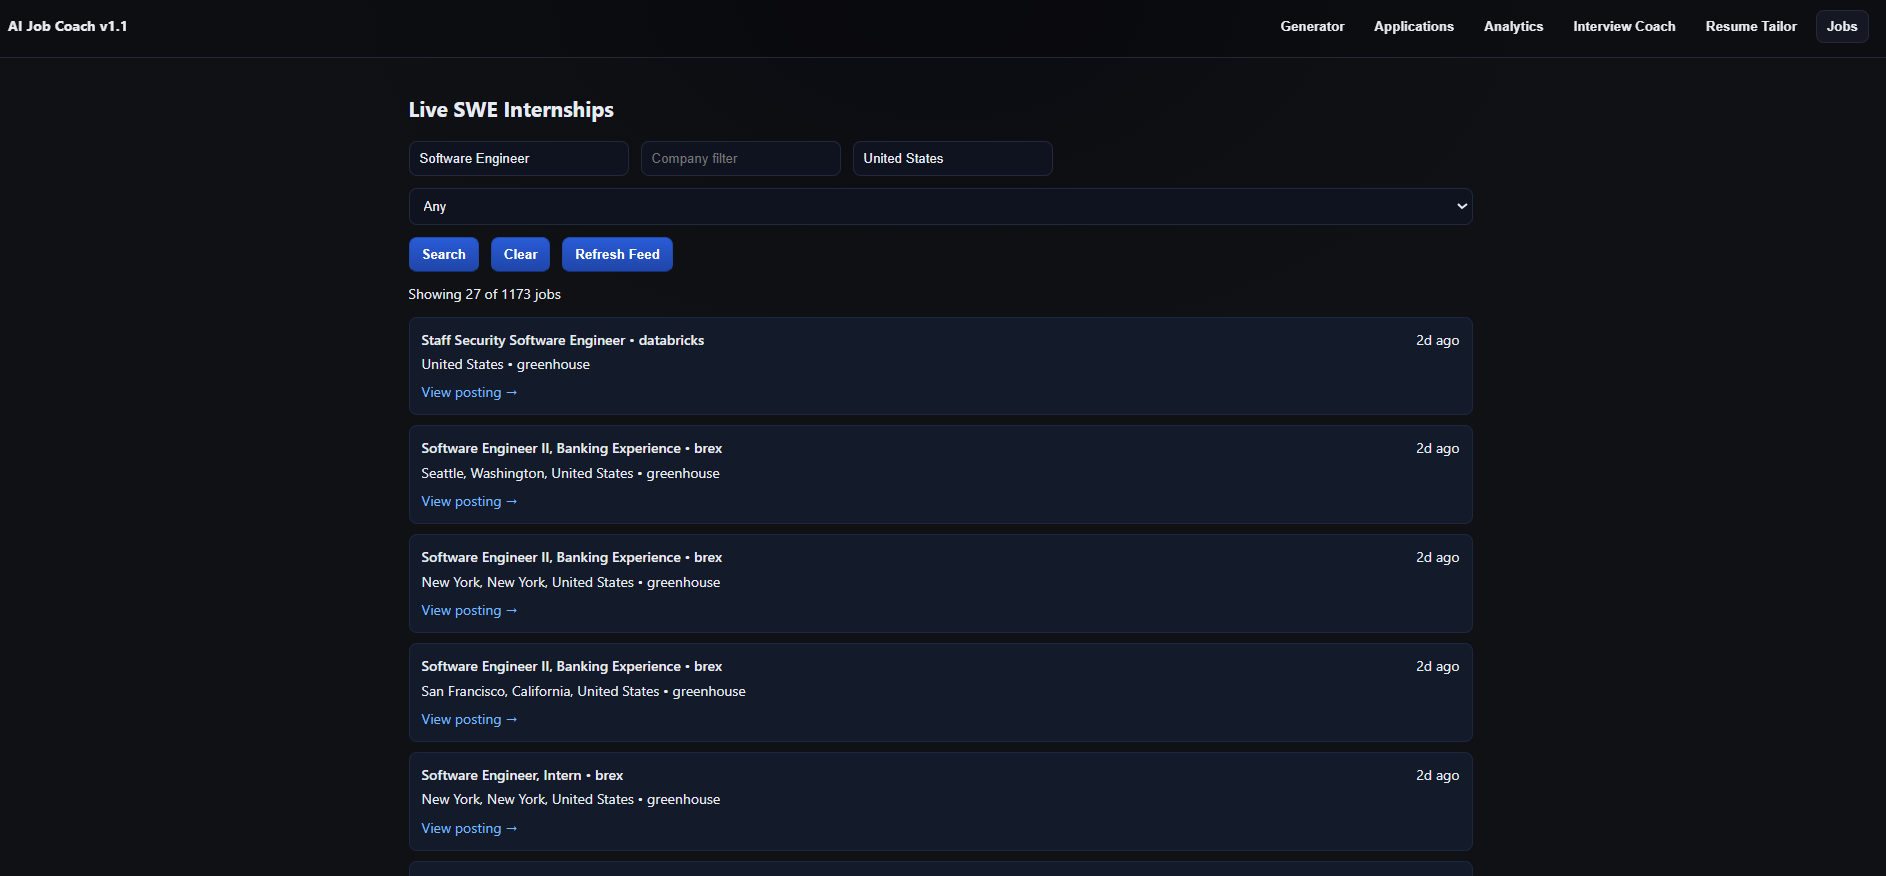 AI Job Coach v1.1
Generator Applications Analytics Interview Coach Resume Tailor Jobs
Live SWE Internships
Software Engineer Company filter United States
Any
Search Clear Refresh Feed
Showing 27 of 1173 jobs
Staff Security Software Engineer • databricks 2d ago
United States • greenhouse
View posting →
Software Engineer II, Banking Experience • brex 2d ago
Seattle, Washington, United States • greenhouse
View posting →
Software Engineer II, Banking Experience • brex 2d ago
New York, New York, United States • greenhouse
View posting →
Software Engineer II, Banking Experience • brex 2d ago
San Francisco, California, United States • greenhouse
View posting →
Software Engineer, Intern • brex 2d ago
New York, New York, United States • greenhouse
View posting →